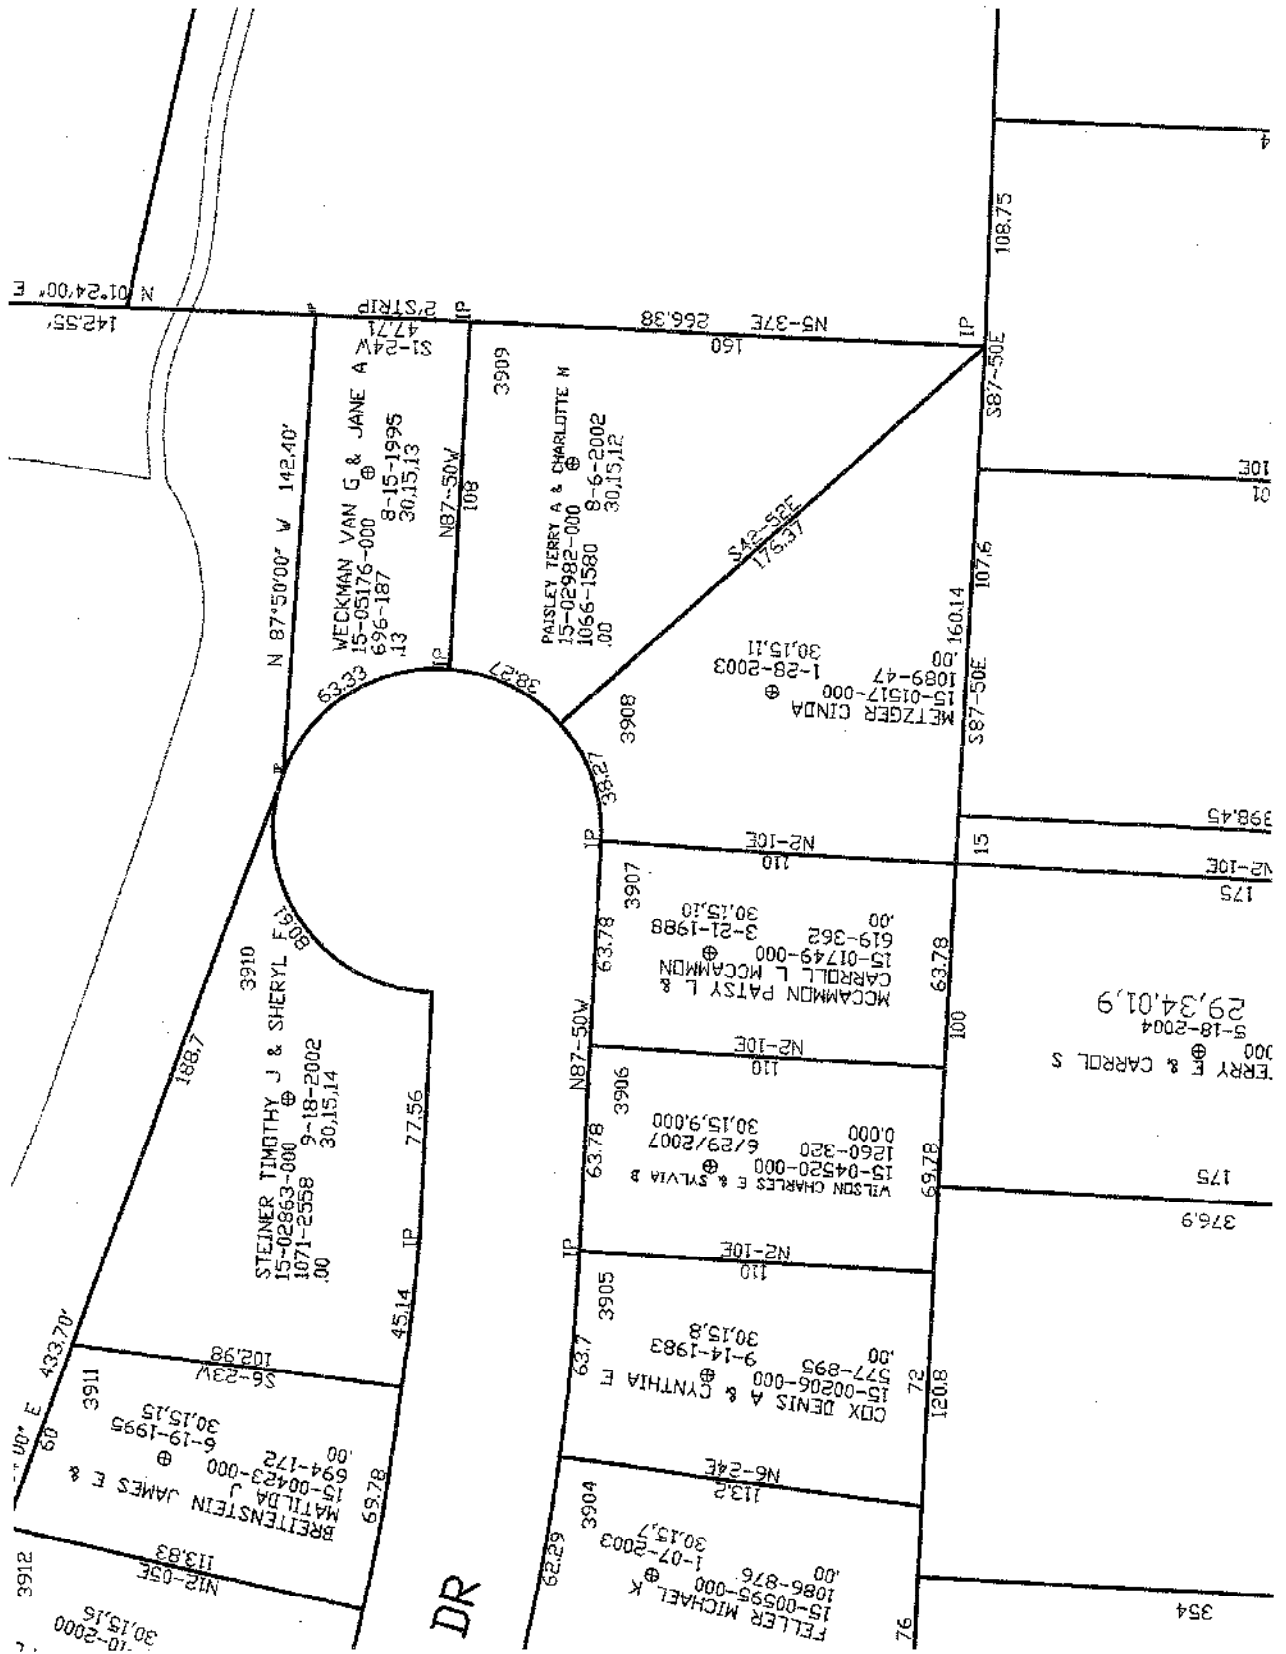 N 01°24'00" E
142.55'
2'STRIP
47.71
S1-24W
IP
IP
N5-37E 266.38
160
IP
108.75
S87-50E
4
10E
N 87°50'00" W 142.40'
WECKMAN VAN G & JANE A
15-05176-000
696-187 8-15-1995
.13 30,15,13
N87-50W
108
3909
PAISLEY TERRY A & CHARLOTTE M
15-02982-000
1066-1580 8-6-2002
.00 30,15,12
S42-52E
176.37
107.6
160.14
S87-50E
METZGER CINDA
15-01517-000
1089-47 1-28-2003
.00 30,15,11
3908
63.33
IP
38.27
38.27
IP
IP
80.61
188.7
3910
STEINER TIMOTHY J & SHERYL F
15-02863-000
1071-2558 9-18-2002
.00 30,15,14
77.56
IP
45.14
N2-10E
110
15
398.45
N2-10E
175
3907
63.78
MCCAMMON PATSY L &
CARROLL L MCCAMMON
15-01749-000
619-362 3-21-1988
.00 30,15,10
63.78
100
N87-50W
N2-10E
110
3906
63.78
WILSON CHARLES E & SYLVIA B
15-04520-000
1260-320 6/29/2007
0.000 30,15,9.000
69.78
TERRY E & CARROL S
000
5-18-2004
29,34.01,9
175
376.9
IP
N2-10E
110
3905
63.7
COX DENIS A & CYNTHIA E
15-00206-000
577-895 9-14-1983
.00 30,15,8
72
120.8
N6-24E
113.2
3904
62.29
FELLER MICHAEL K
15-00595-000
1086-876 1-07-2003
.00 30,15,7
76
354
433.70'
00" E
60
S6-23W
102.98
3911
BREITENSTEIN JAMES E &
MATILDA J
15-00423-000
694-172 6-19-1995
.00 30,15,15
69.78
N12-05E
113.83
3912
10-2000
30,15,16
DR